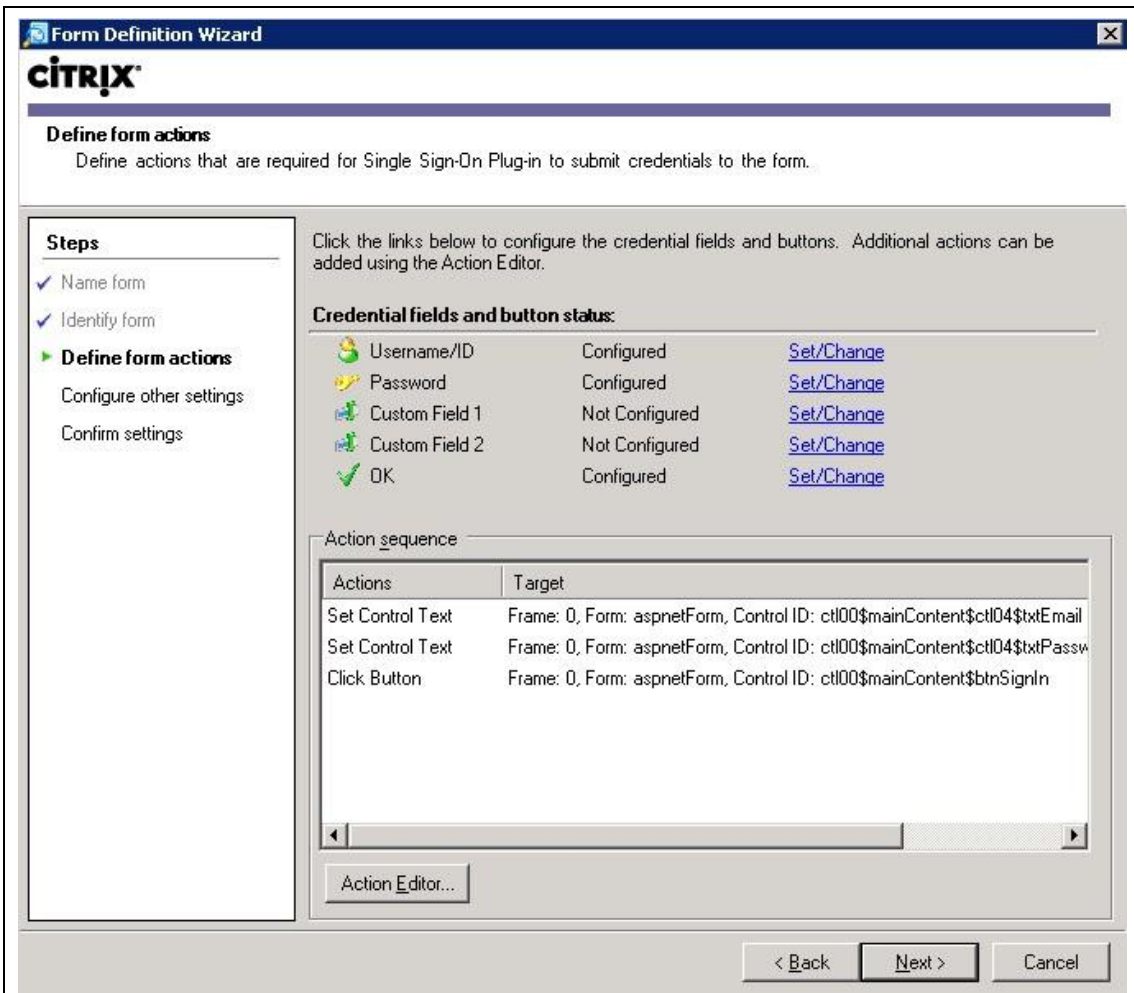 Form Definition Wizard
CİTRIX
Define form actions
Define actions that are required for Single Sign-On Plug-in to submit credentials to the form.
Steps
Name form
Identify form
Define form actions
Configure other settings
Confirm settings
Click the links below to configure the credential fields and buttons. Additional actions can be
added using the Action Editor.
Credential fields and button status:
Username/ID Configured Set/Change
Password Configured Set/Change
Custom Field 1 Not Configured Set/Change
Custom Field 2 Not Configured Set/Change
OK Configured Set/Change
Action sequence
Actions Target
Set Control Text Frame: 0, Form: aspnetForm, Control ID: ctl00$mainContent$ctl04$txtEmail
Set Control Text Frame: 0, Form: aspnetForm, Control ID: ctl00$mainContent$ctl04$txtPassw
Click Button Frame: 0, Form: aspnetForm, Control ID: ctl00$mainContent$btnSignIn
Action Editor...
< Back Next > Cancel